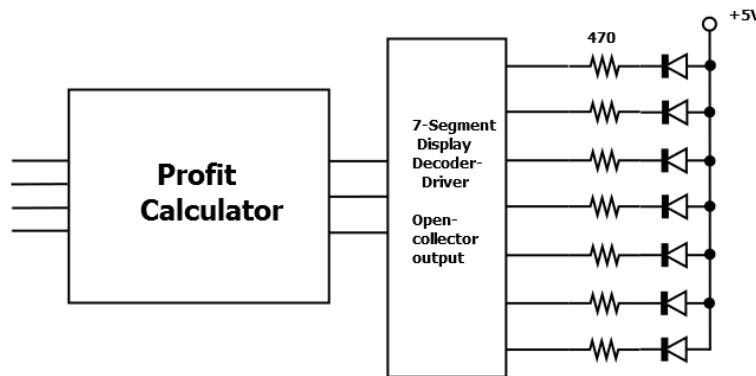 +5V
470
7-Segment
Display
Decoder-
Driver
Open-
collector
output
Profit
Calculator